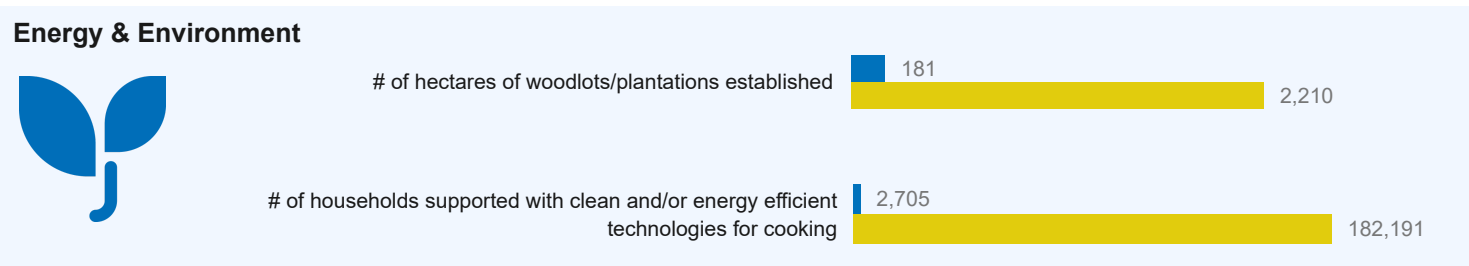 Energy & Environment
# of hectares of woodlots/plantations established
181
2,210
# of households supported with clean and/or energy efficient
technologies for cooking
2,705
182,191